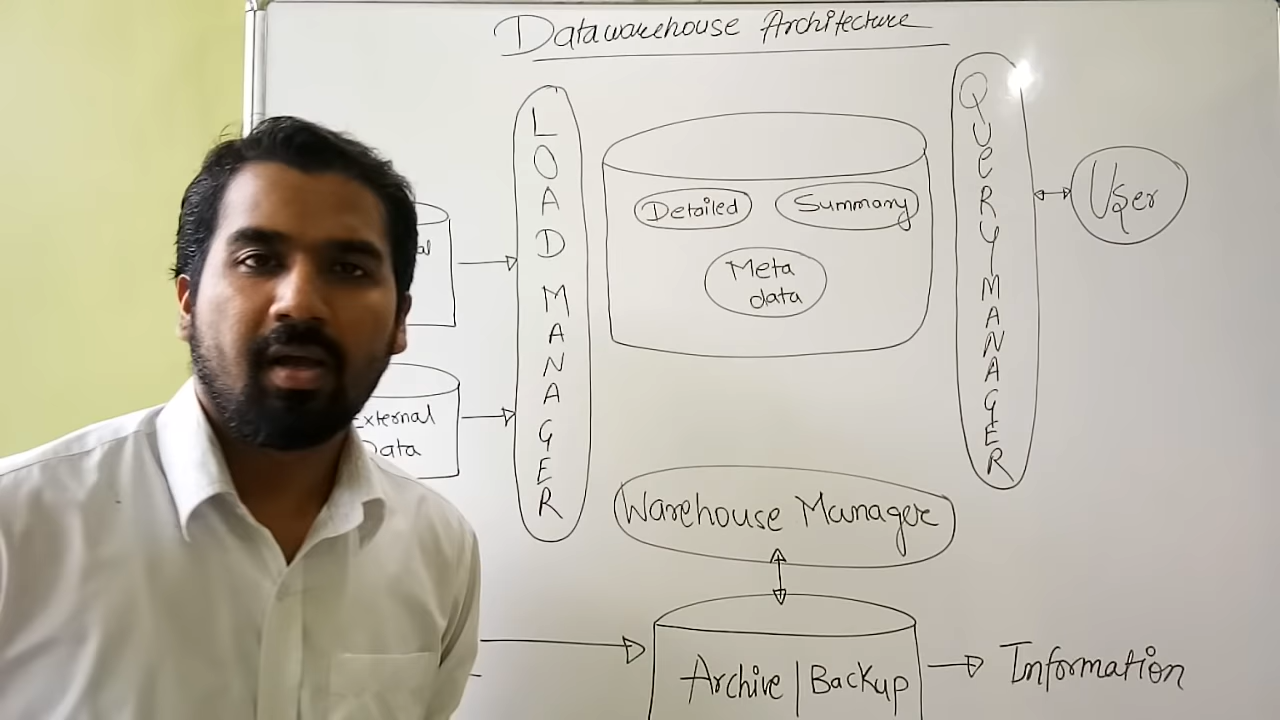 Datawarehouse Architecture
LOAD MANAGER
Detailed
Summary
Meta
data
QUERY MANAGER
User
External
Data
Warehouse Manager
Archive | Backup
Information